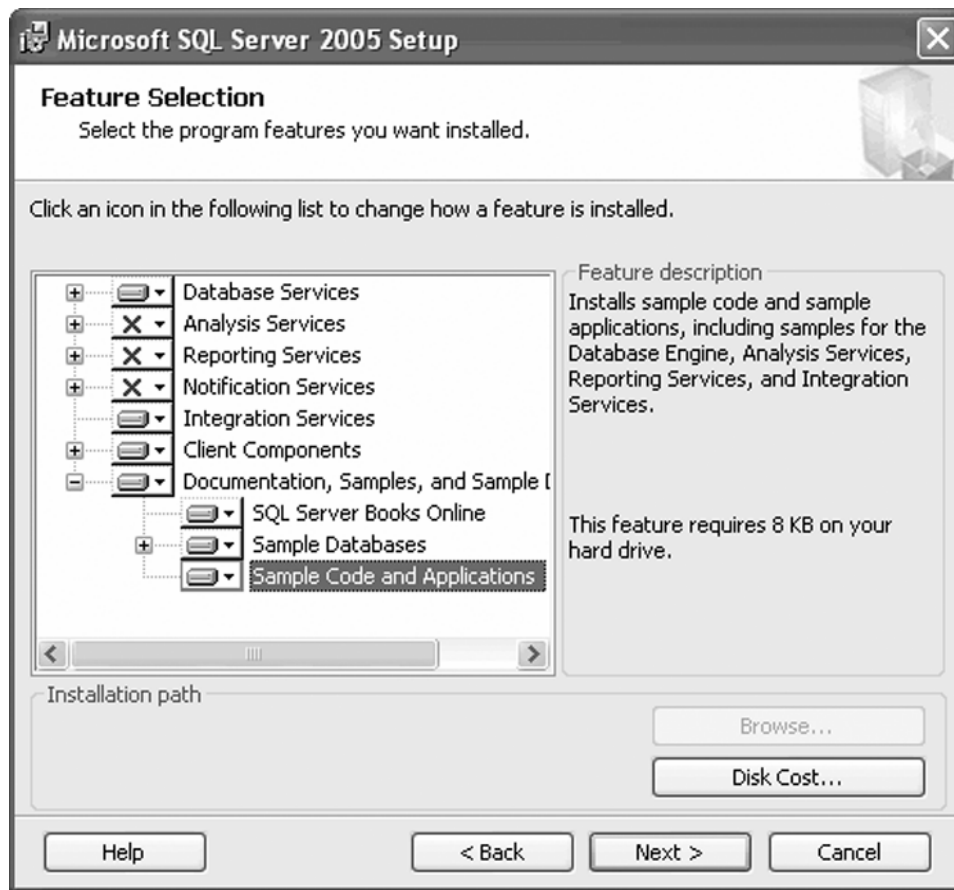 Microsoft SQL Server 2005 Setup
Feature Selection
Select the program features you want installed.
Click an icon in the following list to change how a feature is installed.
Database Services
Analysis Services
Reporting Services
Notification Services
Integration Services
Client Components
Documentation, Samples, and Sample
SQL Server Books Online
Sample Databases
Sample Code and Applications
Feature description
Installs sample code and sample
applications, including samples for the
Database Engine, Analysis Services,
Reporting Services, and Integration
Services.
This feature requires 8 KB on your
hard drive.
Installation path
Browse...
Disk Cost...
Help
< Back
Next >
Cancel